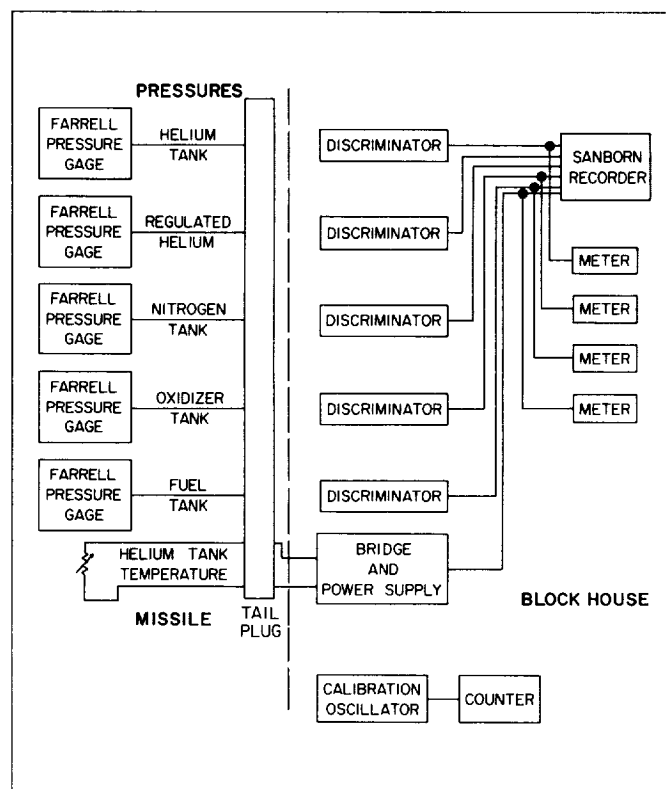 PRESSURES
FARRELL
PRESSURE
GAGE
HELIUM
TANK
DISCRIMINATOR
SANBORN
RECORDER
FARRELL
PRESSURE
GAGE
REGULATED
HELIUM
DISCRIMINATOR
METER
FARRELL
PRESSURE
GAGE
NITROGEN
TANK
DISCRIMINATOR
METER
METER
FARRELL
PRESSURE
GAGE
OXIDIZER
TANK
DISCRIMINATOR
METER
FARRELL
PRESSURE
GAGE
FUEL
TANK
DISCRIMINATOR
HELIUM TANK
TEMPERATURE
BRIDGE
AND
POWER SUPPLY
MISSILE
TAIL
PLUG
BLOCK HOUSE
CALIBRATION
OSCILLATOR
COUNTER